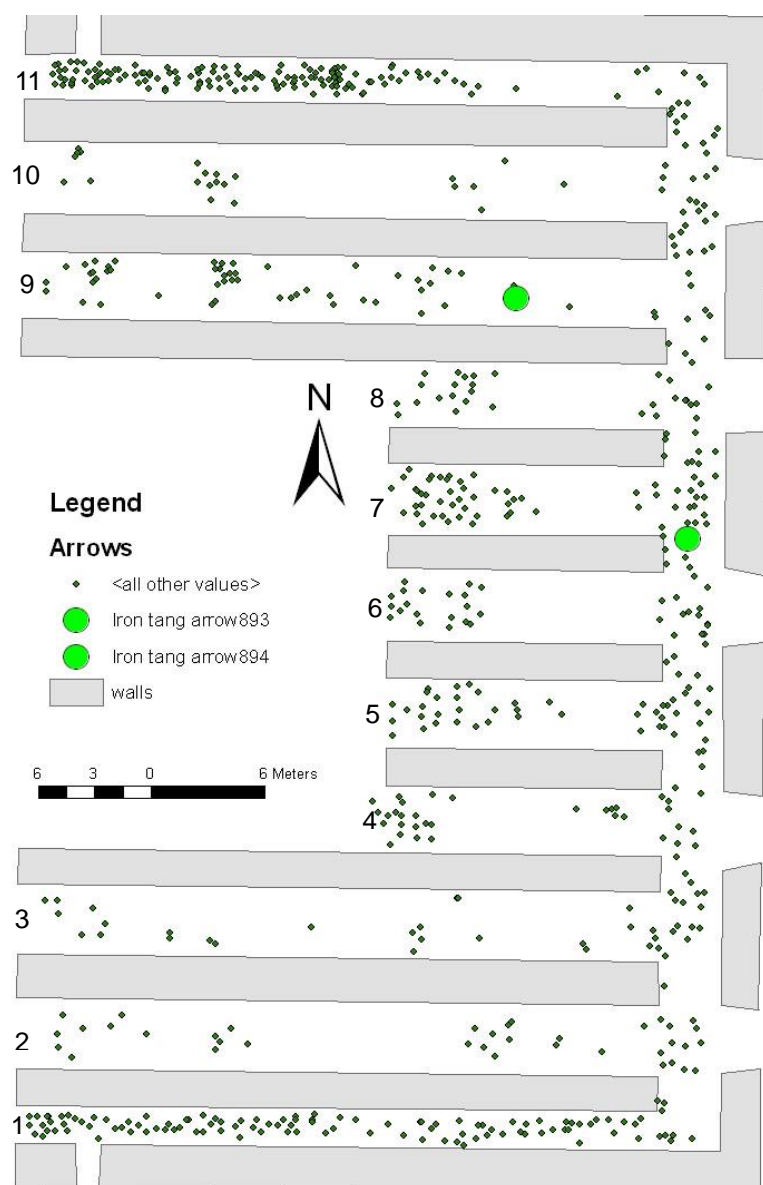 11
10
9
N
8
Legend
7
Arrows
<all other values>
6
Iron tang arrow893
Iron tang arrow894
walls
5
6 3 0 6 Meters
4
3
2
1